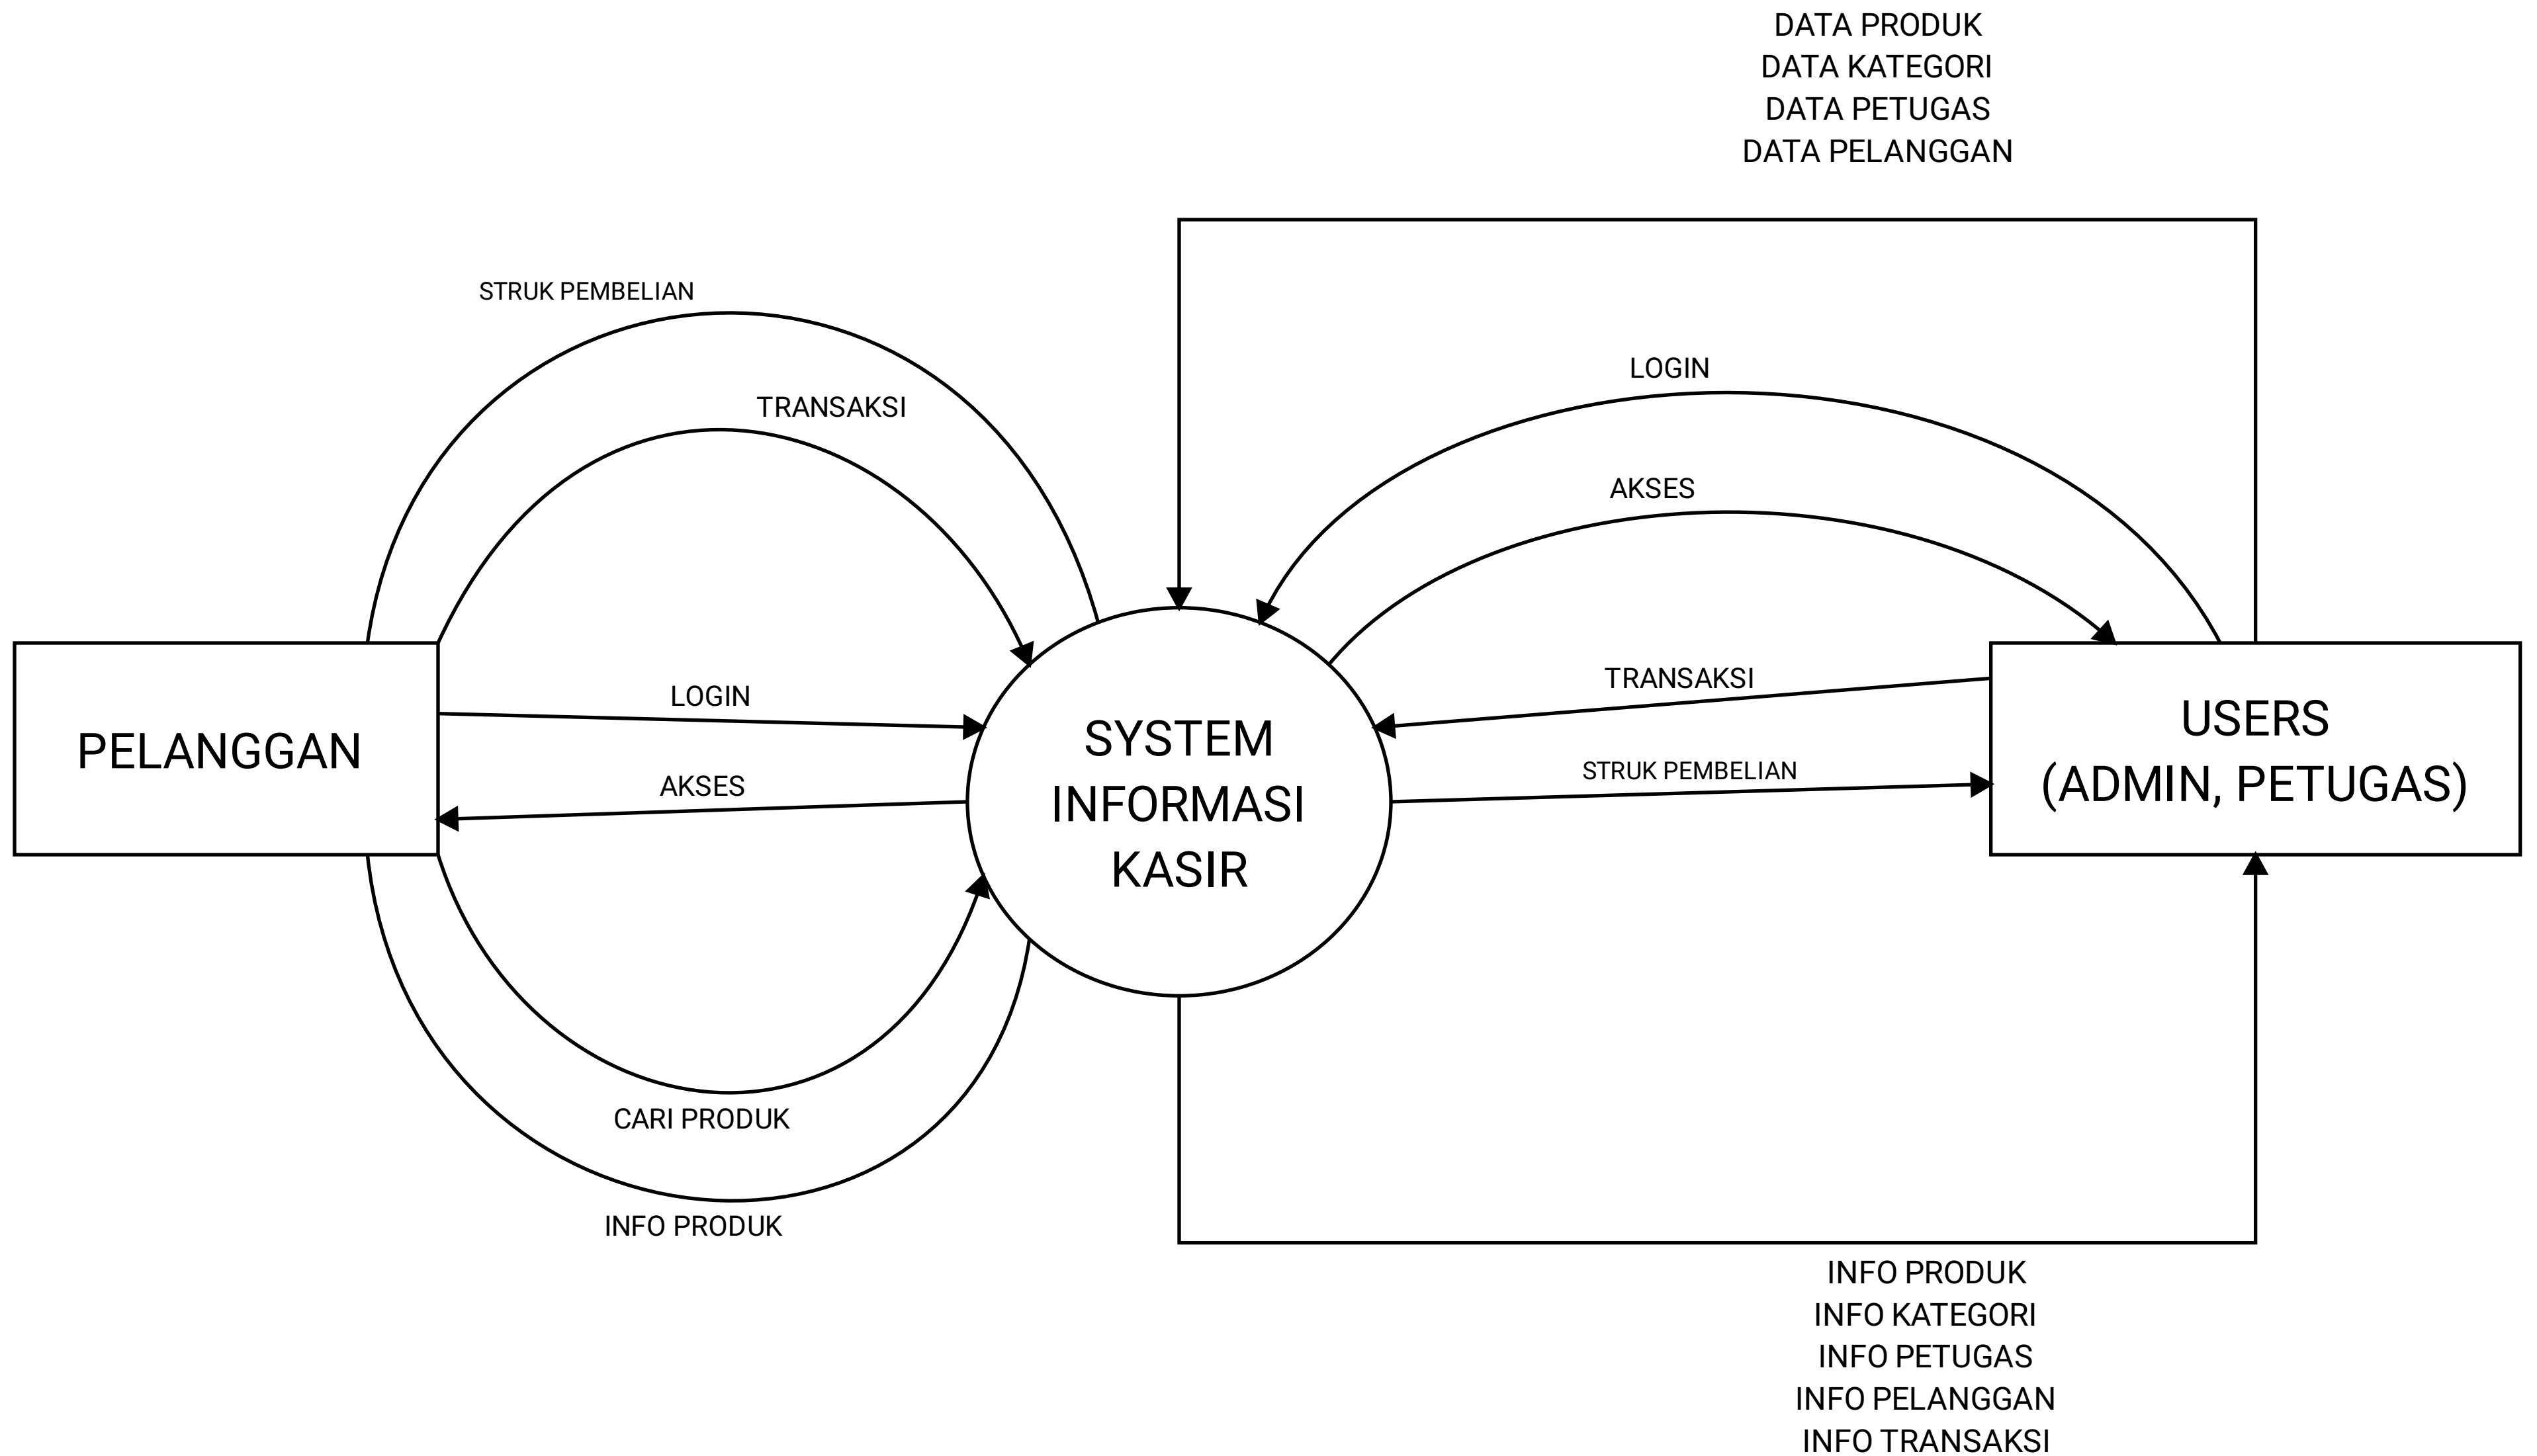 DATA PRODUK
DATA KATEGORI
DATA PETUGAS
DATA PELANGGAN
STRUK PEMBELIAN
TRANSAKSI
LOGIN
AKSES
LOGIN
AKSES
TRANSAKSI
STRUK PEMBELIAN
PELANGGAN
SYSTEM
INFORMASI
KASIR
USERS
(ADMIN, PETUGAS)
CARI PRODUK
INFO PRODUK
INFO PRODUK
INFO KATEGORI
INFO PETUGAS
INFO PELANGGAN
INFO TRANSAKSI